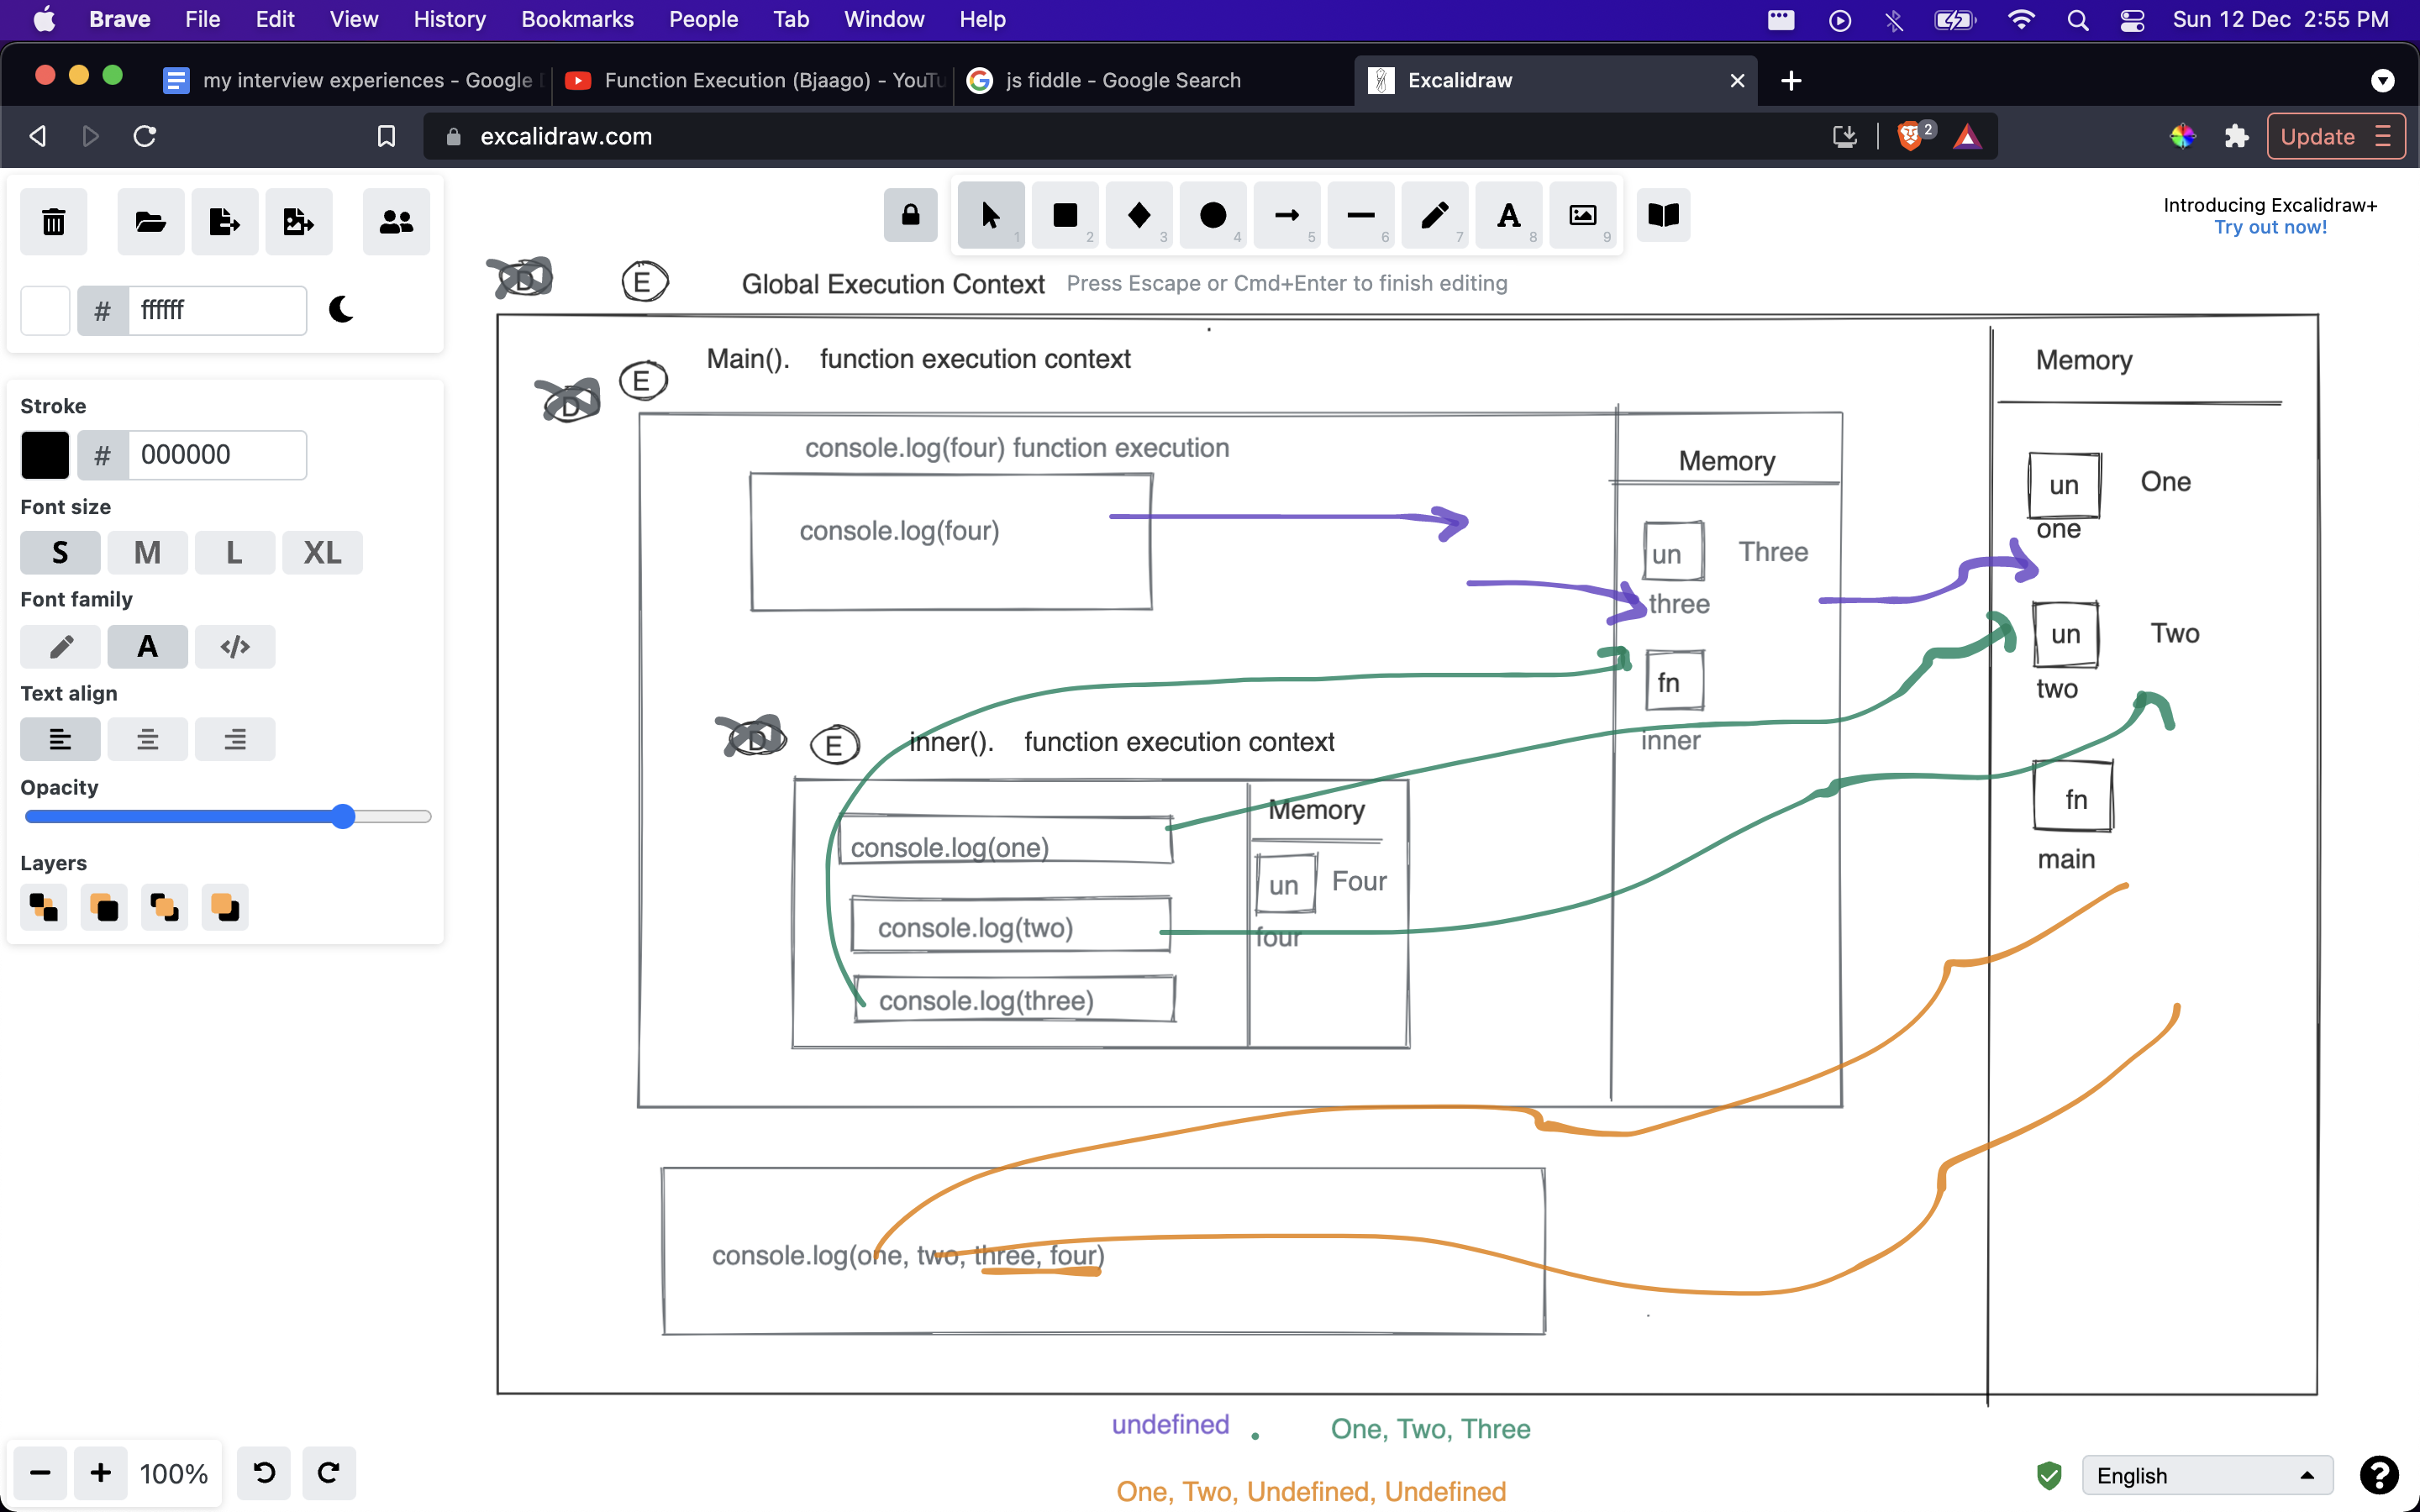 Brave File Edit View History Bookmarks People Tab Window Help Sun 12 Dec 2:55 PM
my interview experiences - Google Function Execution (Bjaago) - YouTu js fiddle - Google Search Excalidraw
excalidraw.com 2 Update
1 2 3 4 5 6 7 8 9
Introducing Excalidraw+
Try out now!
# ffffff
D E Global Execution Context Press Escape or Cmd+Enter to finish editing
Stroke
# 000000
Font size
S M L XL
Font family
A </>
Text align
Opacity
Layers
D E Main(). function execution context
Memory
console.log(four) function execution
Memory
console.log(four)
un Three
three
fn
inner
un One
one
un Two
two
fn
main
D E inner(). function execution context
Memory
console.log(one)
un Four
four
console.log(two)
console.log(three)
console.log(one, two, three, four)
undefined . One, Two, Three
One, Two, Undefined, Undefined
100%
English
?